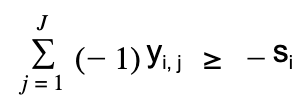 J
∑ (−1) y_{i,j} ≥ −s_i
j = 1